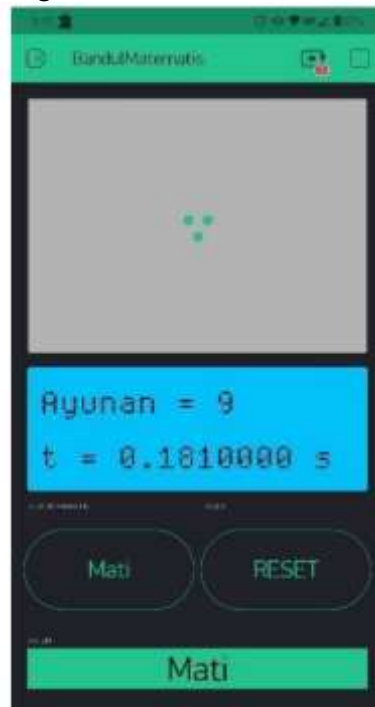 BandulMatematis
Ayunan = 9
t = 0.1810000 s
Mati
RESET
Mati